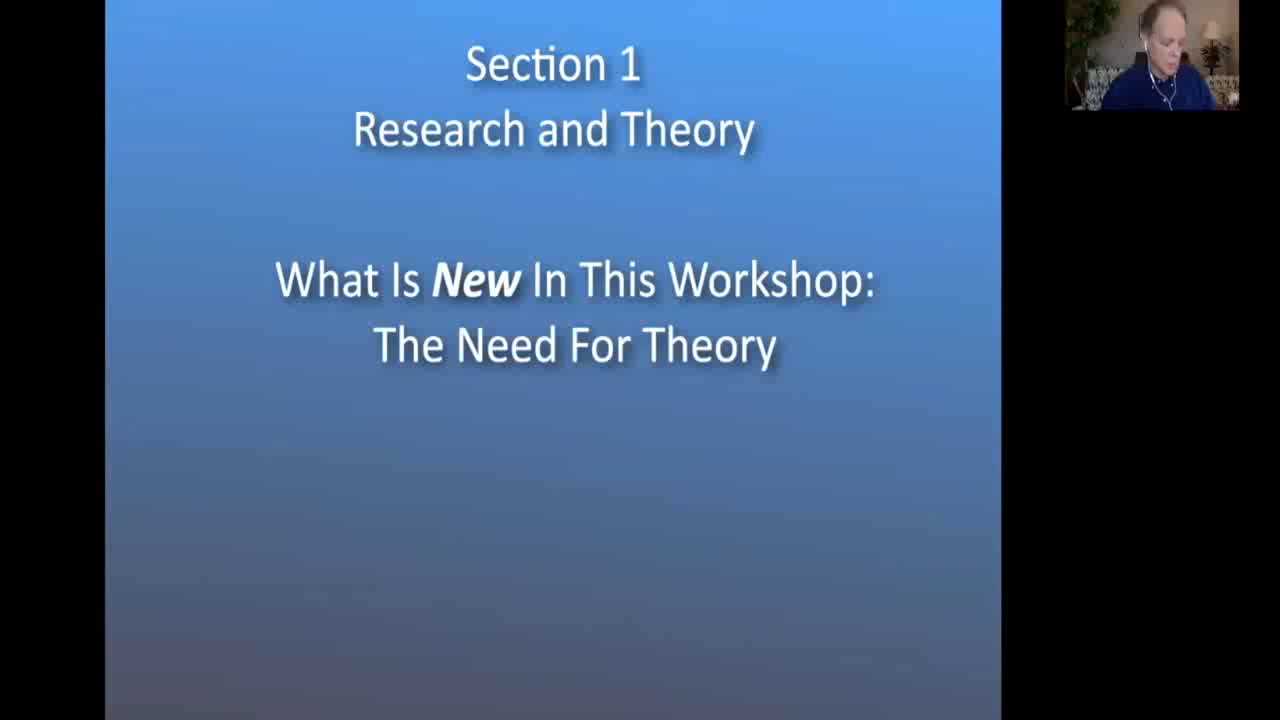 Section 1
Research and Theory
What Is New In This Workshop:
The Need For Theory